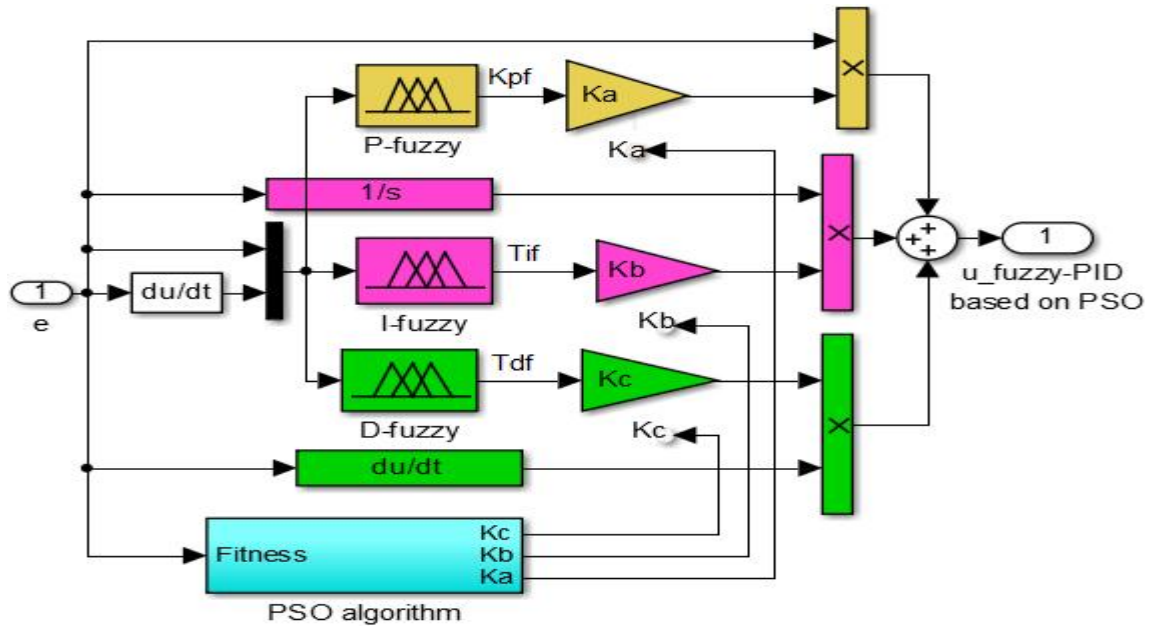 Kpf
Ka
X
P-fuzzy
Ka
1/s
X
Tif
Kb
1
1
du/dt
u_fuzzy-PID
based on PSO
e
I-fuzzy
Kb
Tdf
Kc
X
D-fuzzy
Kc
du/dt
Kc
Fitness
Kb
Ka
PSO algorithm